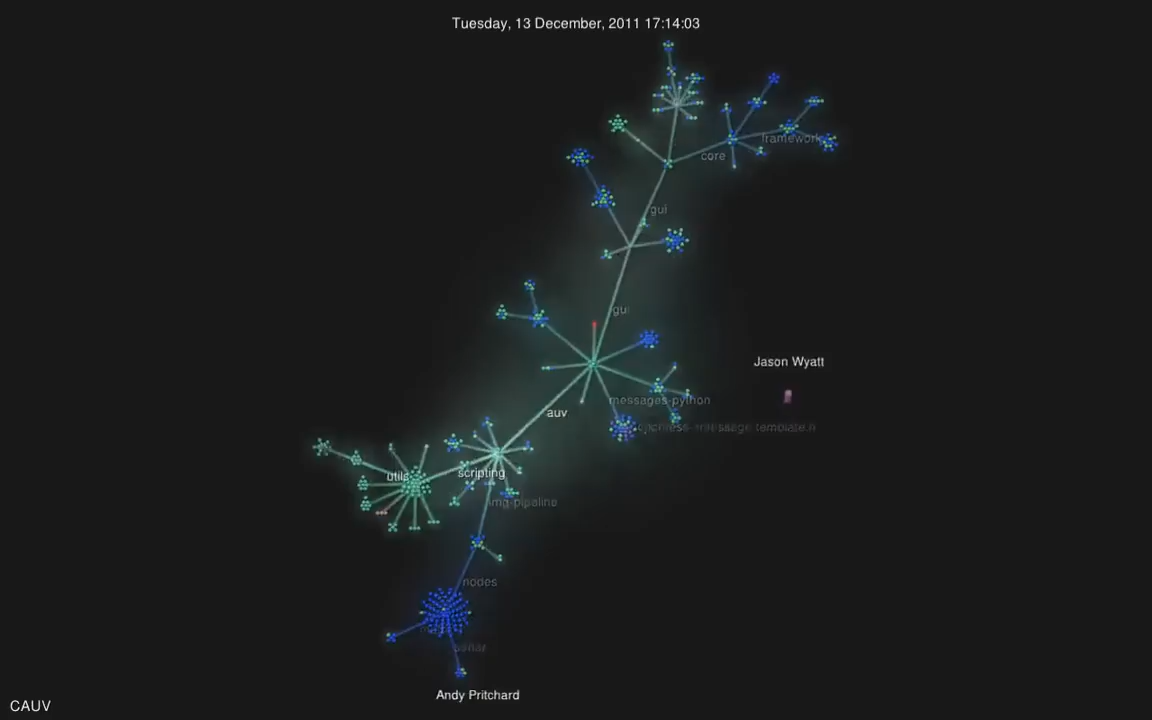 Tuesday, 13 December, 2011 17:14:03
framework
core
gui
gui
Jason Wyatt
messages-python
auv
scripting
utils
img-pipeline
nodes
sonar
Andy Pritchard
CAUV